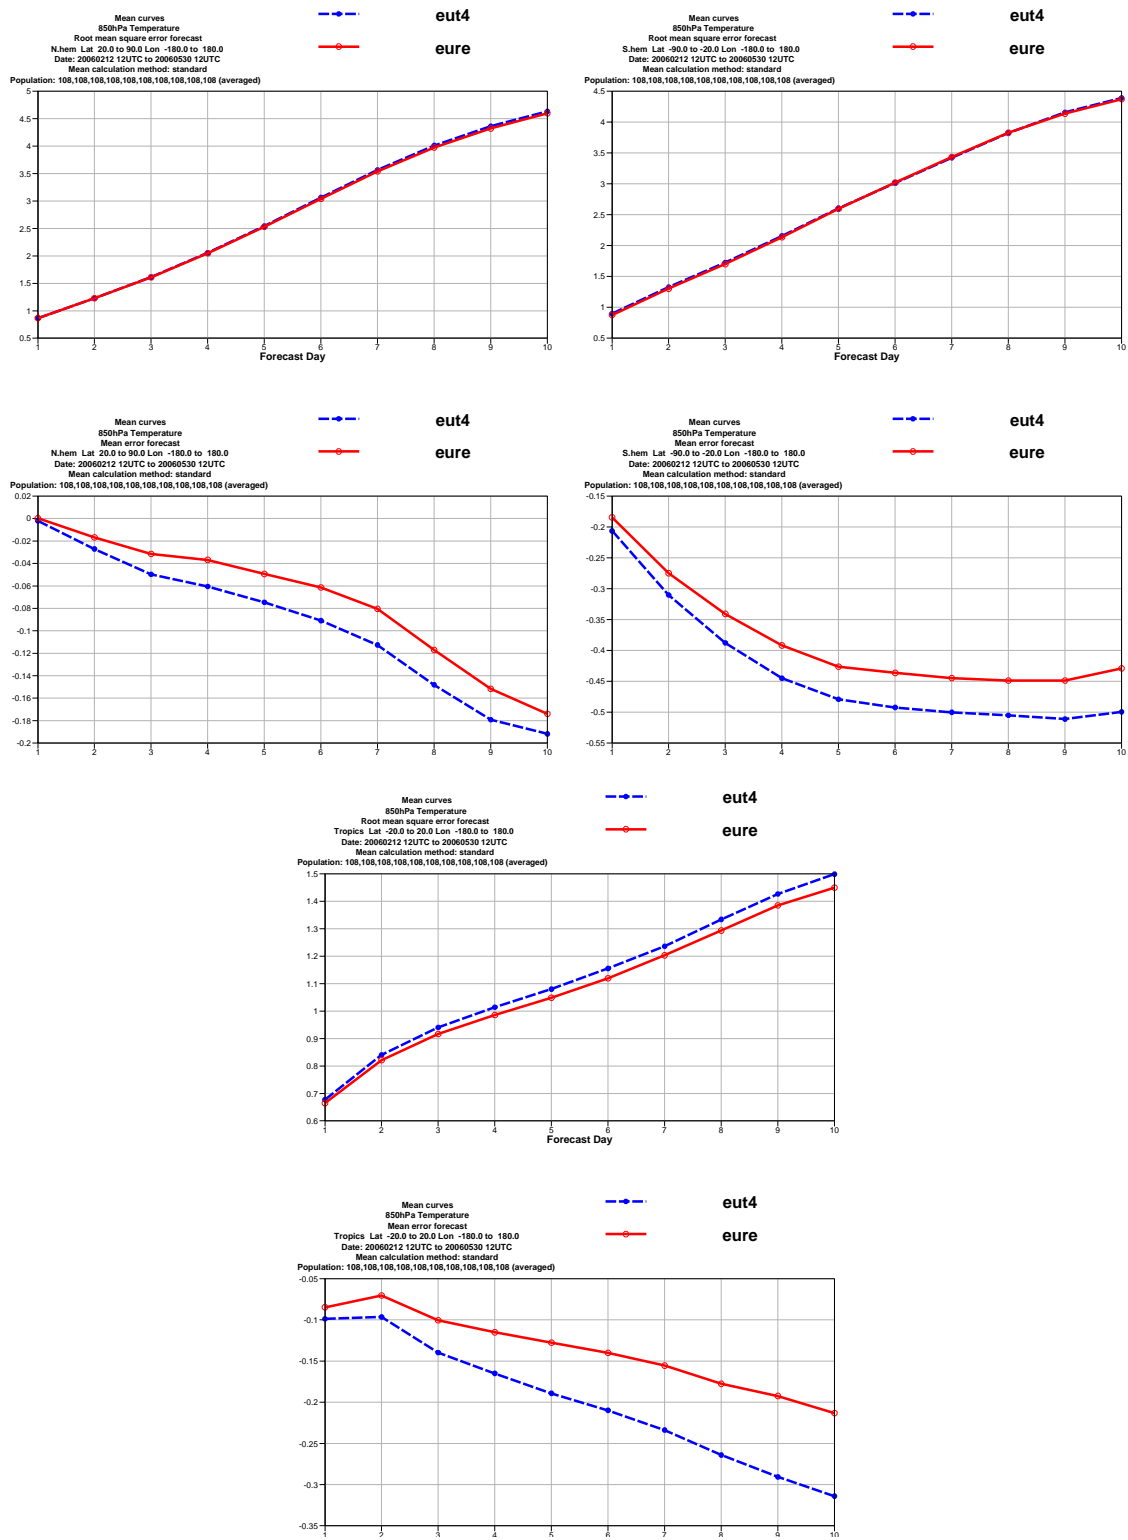 Mean curves
850hPa Temperature
Root mean square error forecast
N.hem Lat 20.0 to 90.0 Lon -180.0 to 180.0
Date: 20060212 12UTC to 20060530 12UTC
Mean calculation method: standard
Population: 108,108,108,108,108,108,108,108,108,108 (averaged)
eut4
eure
5
4.5
4
3.5
3
2.5
2
1.5
1
0.5
1 2 3 4 5 6 7 8 9 10
Forecast Day
Mean curves
850hPa Temperature
Root mean square error forecast
S.hem Lat -90.0 to -20.0 Lon -180.0 to 180.0
Date: 20060212 12UTC to 20060530 12UTC
Mean calculation method: standard
Population: 108,108,108,108,108,108,108,108,108,108 (averaged)
eut4
eure
4.5
4
3.5
3
2.5
2
1.5
1
0.5
1 2 3 4 5 6 7 8 9 10
Forecast Day
Mean curves
850hPa Temperature
Mean error forecast
N.hem Lat 20.0 to 90.0 Lon -180.0 to 180.0
Date: 20060212 12UTC to 20060530 12UTC
Mean calculation method: standard
Population: 108,108,108,108,108,108,108,108,108,108 (averaged)
eut4
eure
0.02
0
-0.02
-0.04
-0.06
-0.08
-0.1
-0.12
-0.14
-0.16
-0.18
-0.2
1 2 3 4 5 6 7 8 9 10
Mean curves
850hPa Temperature
Mean error forecast
S.hem Lat -90.0 to -20.0 Lon -180.0 to 180.0
Date: 20060212 12UTC to 20060530 12UTC
Mean calculation method: standard
Population: 108,108,108,108,108,108,108,108,108,108 (averaged)
eut4
eure
-0.15
-0.2
-0.25
-0.3
-0.35
-0.4
-0.45
-0.5
-0.55
1 2 3 4 5 6 7 8 9 10
Mean curves
850hPa Temperature
Root mean square error forecast
Tropics Lat -20.0 to 20.0 Lon -180.0 to 180.0
Date: 20060212 12UTC to 20060530 12UTC
Mean calculation method: standard
Population: 108,108,108,108,108,108,108,108,108,108 (averaged)
eut4
eure
1.5
1.4
1.3
1.2
1.1
1
0.9
0.8
0.7
0.6
1 2 3 4 5 6 7 8 9 10
Forecast Day
Mean curves
850hPa Temperature
Mean error forecast
Tropics Lat -20.0 to 20.0 Lon -180.0 to 180.0
Date: 20060212 12UTC to 20060530 12UTC
Mean calculation method: standard
Population: 108,108,108,108,108,108,108,108,108,108 (averaged)
eut4
eure
-0.05
-0.1
-0.15
-0.2
-0.25
-0.3
-0.35
1 2 3 4 5 6 7 8 9 10